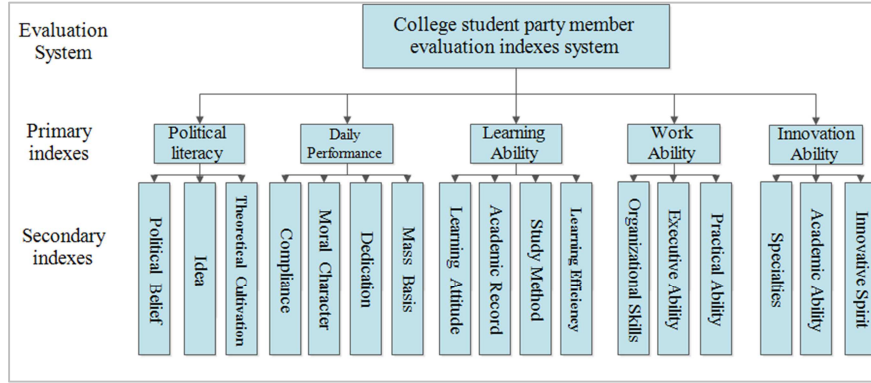 Evaluation
System
College student party member
evaluation indexes system
Primary
indexes
Political
literacy
Daily
Performance
Learning
Ability
Work
Ability
Innovation
Ability
Secondary
indexes
Political Belief
Idea
Theoretical Cultivation
Compliance
Moral Character
Dedication
Mass Basis
Learning Attitude
Academic Record
Study Method
Learning Efficiency
Organizational Skills
Executive Ability
Practical Ability
Specialties
Academic Ability
Innovative Spirit